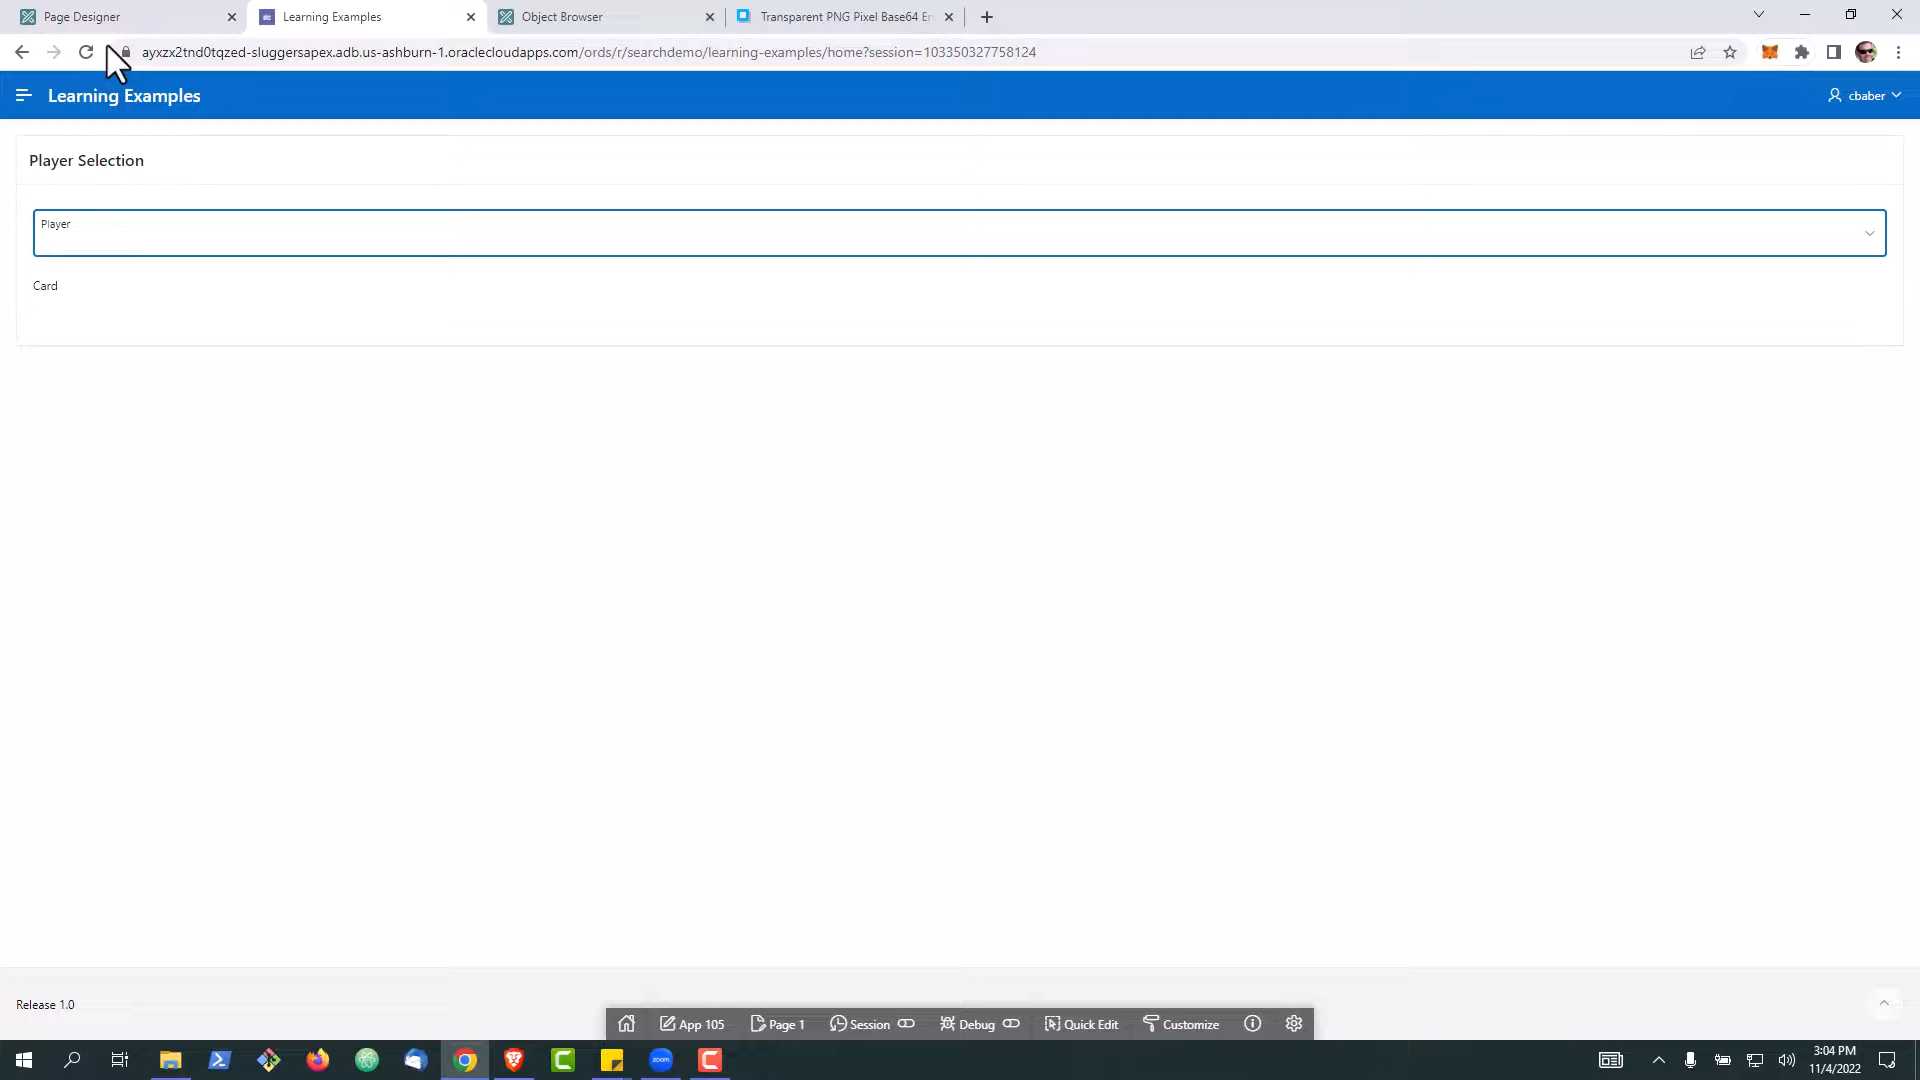 Page Designer
Learning Examples
Object Browser
Transparent PNG Pixel Base64 En
ayxzx2tnd0tqzed-sluggersapex.adb.us-ashburn-1.oraclecloudapps.com/ords/r/searchdemo/learning-examples/home?session=103350327758124
Learning Examples
cbaber
Player Selection
Player
Card
Release 1.0
App 105
Page 1
Session
Debug
Quick Edit
Customize
zoom
3:04 PM
11/4/2022